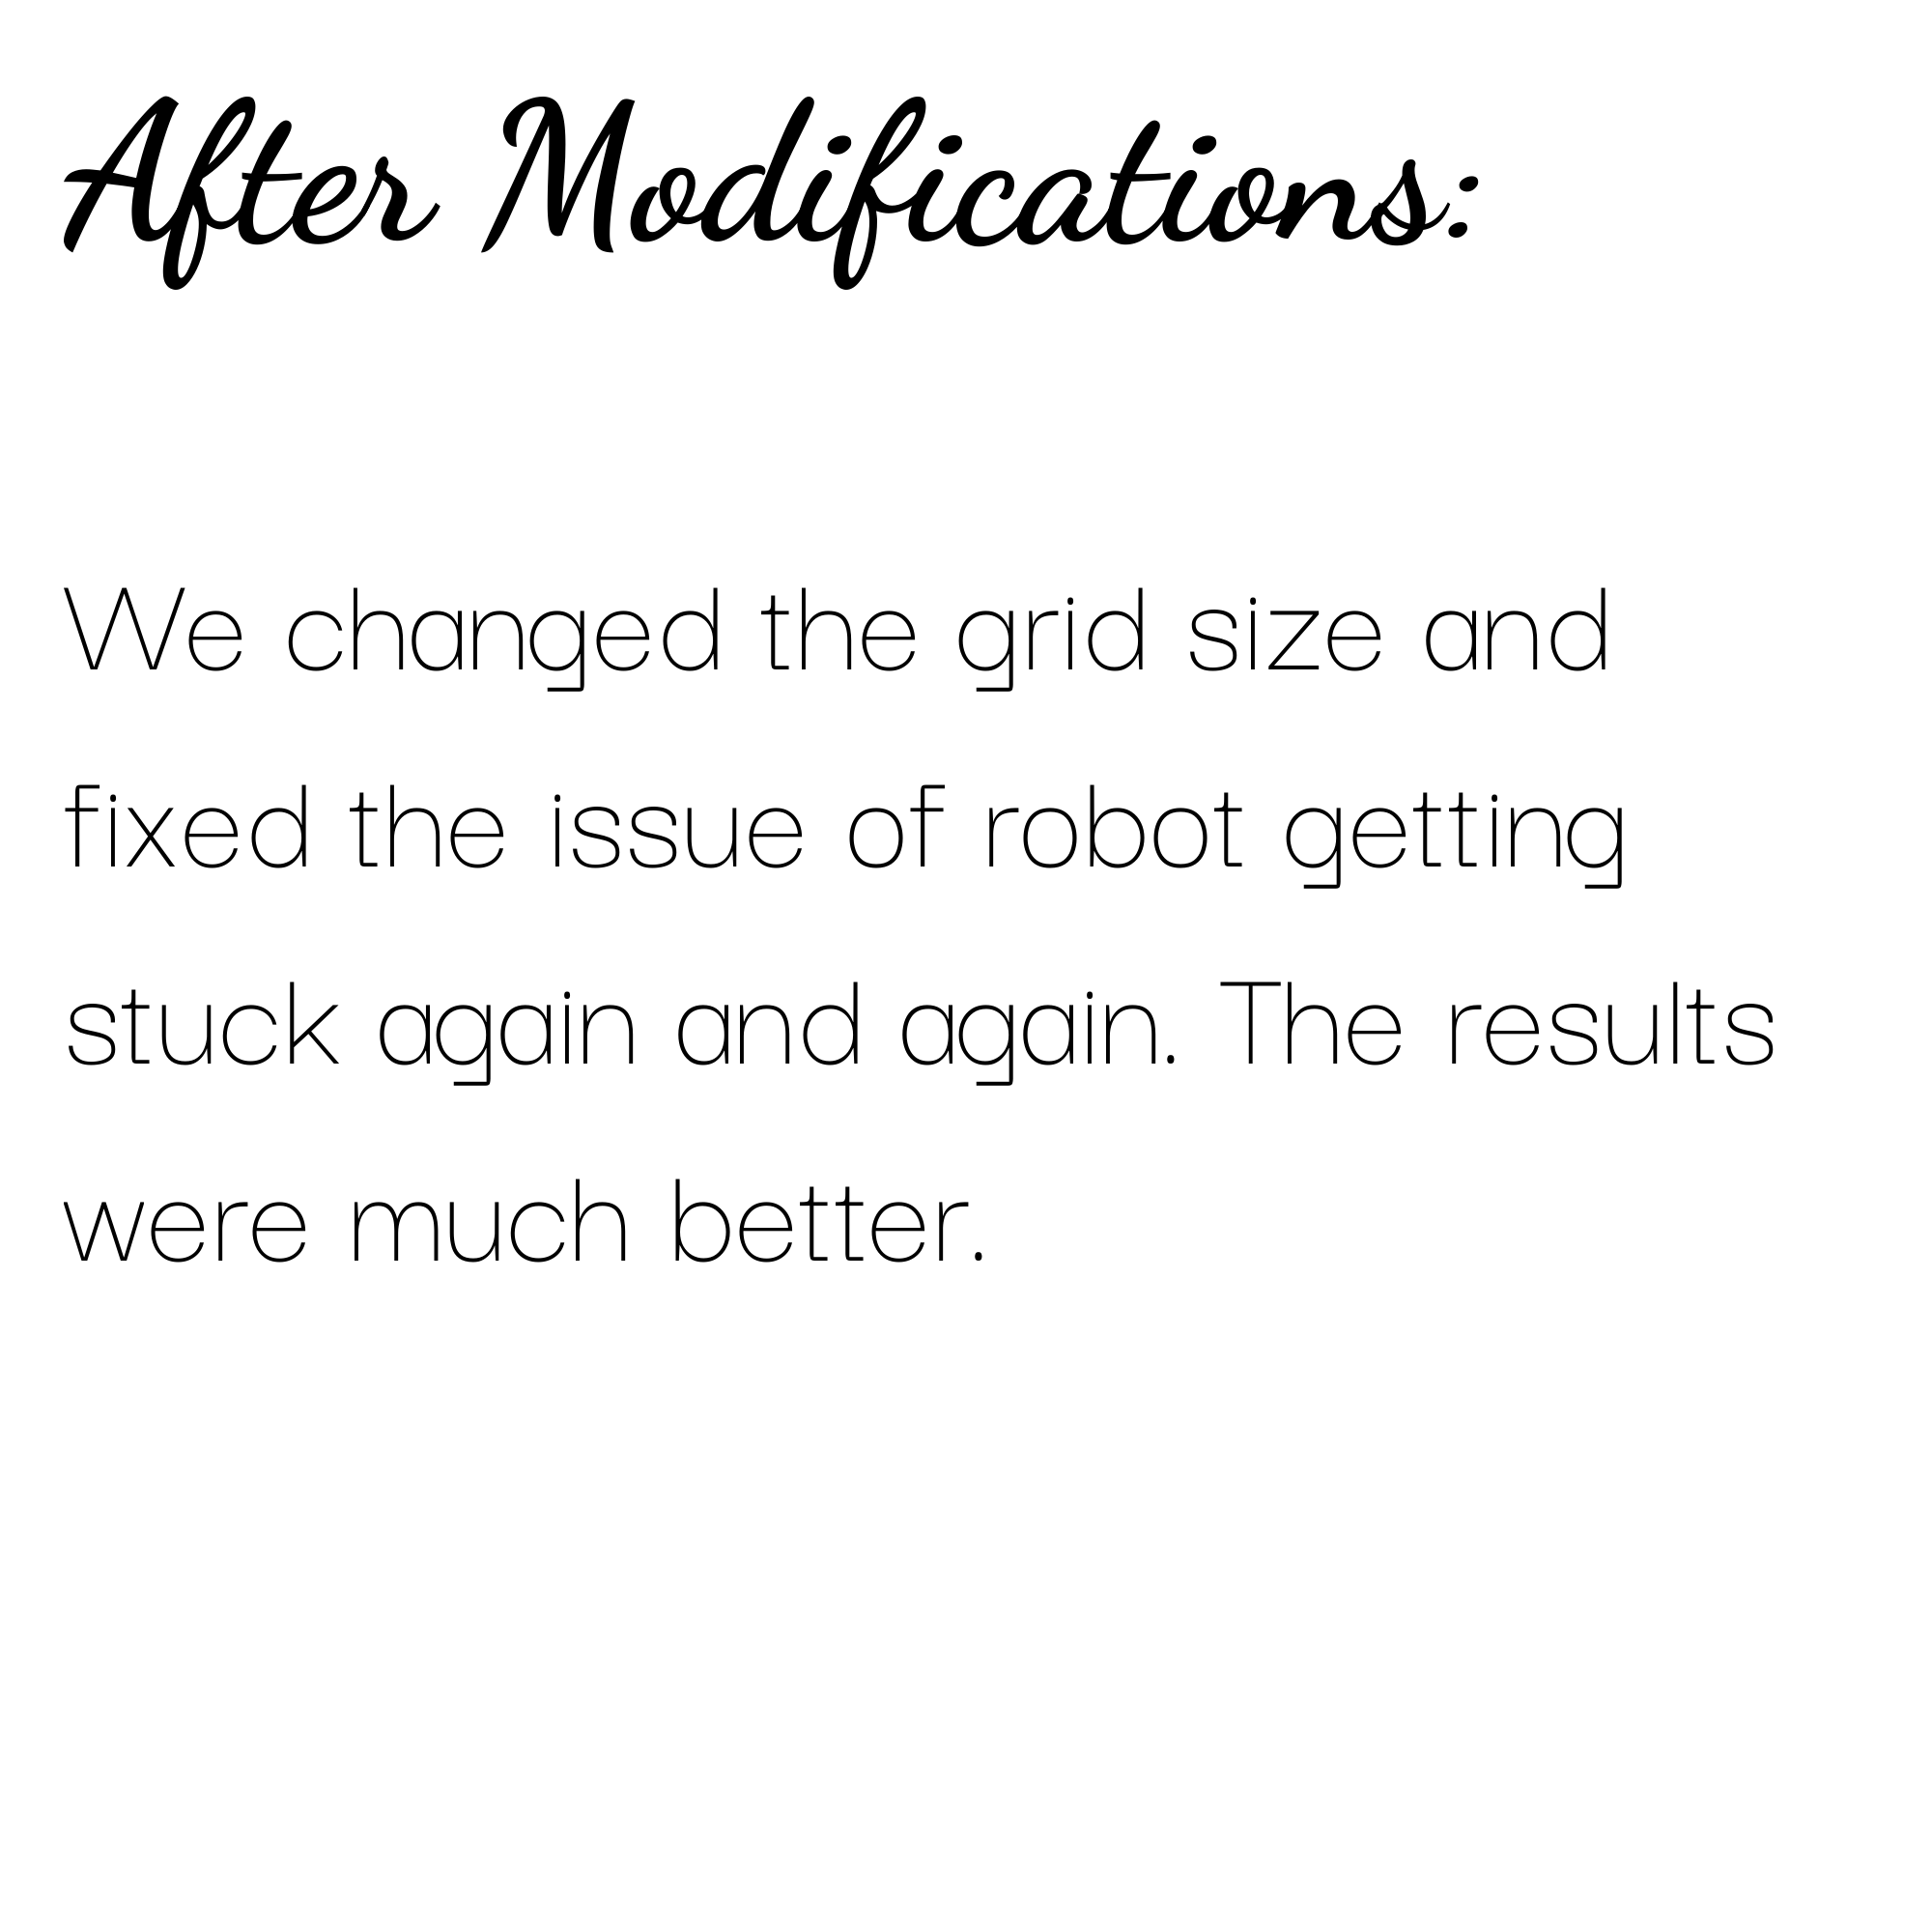 After Modifications:
We changed the grid size and
fixed the issue of robot getting
stuck again and again. The results
were much better.